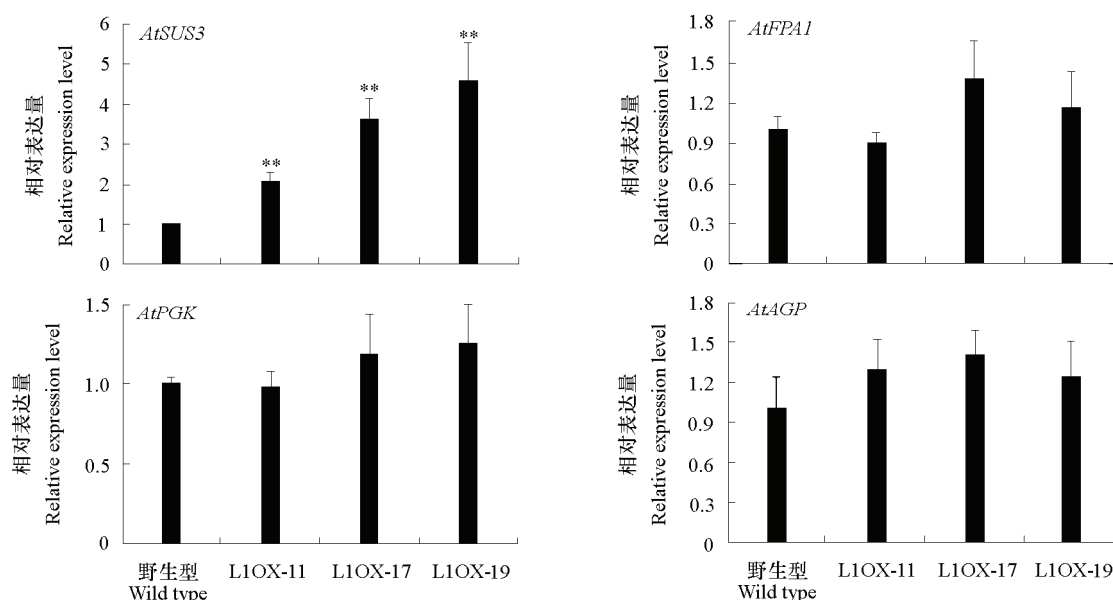 AtSUS3
相对表达量
Relative expression level
6
5
4
3
2
1
0
**
**
**
AtFPA1
相对表达量
Relative expression level
1.8
1.5
1.2
0.9
0.6
0.3
0
AtPGK
相对表达量
Relative expression level
1.5
1.0
0.5
0
野生型
Wild type
L1OX-11
L1OX-17
L1OX-19
AtAGP
相对表达量
Relative expression level
1.8
1.5
1.2
0.9
0.6
0.3
0
野生型
Wild type
L1OX-11
L1OX-17
L1OX-19